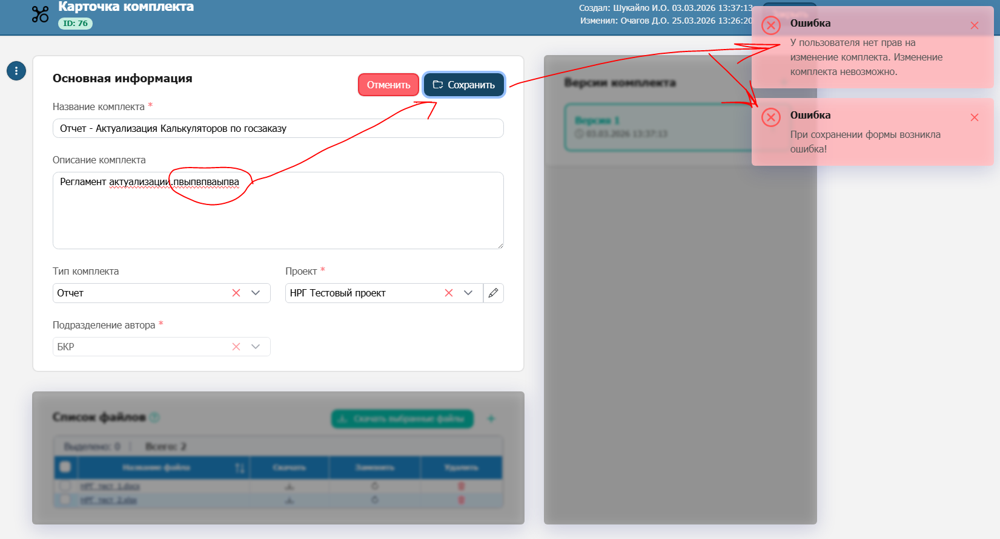 Карточка комплекта
ID: 76
Создал: Шукайло И.О. 03.03.2026 13:37:13
Изменил: Очагов Д.О. 25.03.2026 13:26:20
Ошибка
У пользователя нет прав на
изменение комплекта. Изменение
комплекта невозможно.
Ошибка
При сохранении формы возникла
ошибка!
Основная информация
Отменить
Сохранить
Название комплекта *
Отчет - Актуализация Калькуляторов по госзаказу
Описание комплекта
Регламент актуализации.пвыпвпваыпва
Тип комплекта
Отчет
Проект *
НРГ Тестовый проект
Подразделение автора *
БКР
Версии комплекта
Версия 1
03.03.2026 13:37:13
Список файлов
Скачать выбранные файлы
Выделено: 0 | Всего: 2
Название файла
Скачать
Заменить
Удалить
НРГ_тест_1.docx
НРГ_тест_2.xlsx